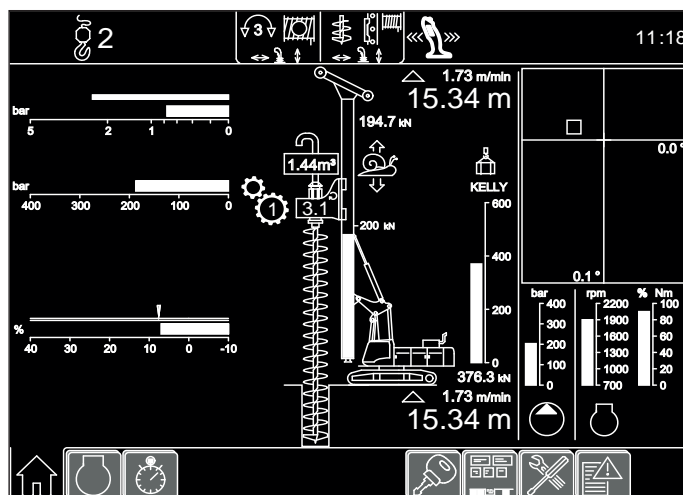 2
3
11:18
1.73 m/min
15.34 m
bar
5 2 1 0
194.7 kN
1.44m³
KELLY
0.0 °
bar
400 300 200 100 0
1
3.1
200 kN
600
400
200
0
0.1 °
bar
400
300
200
100
0
rpm
2200
1900
1600
1300
1000
700
% Nm
100
80
60
40
20
0
%
40 30 20 10 0 -10
376.3 kN
1.73 m/min
15.34 m